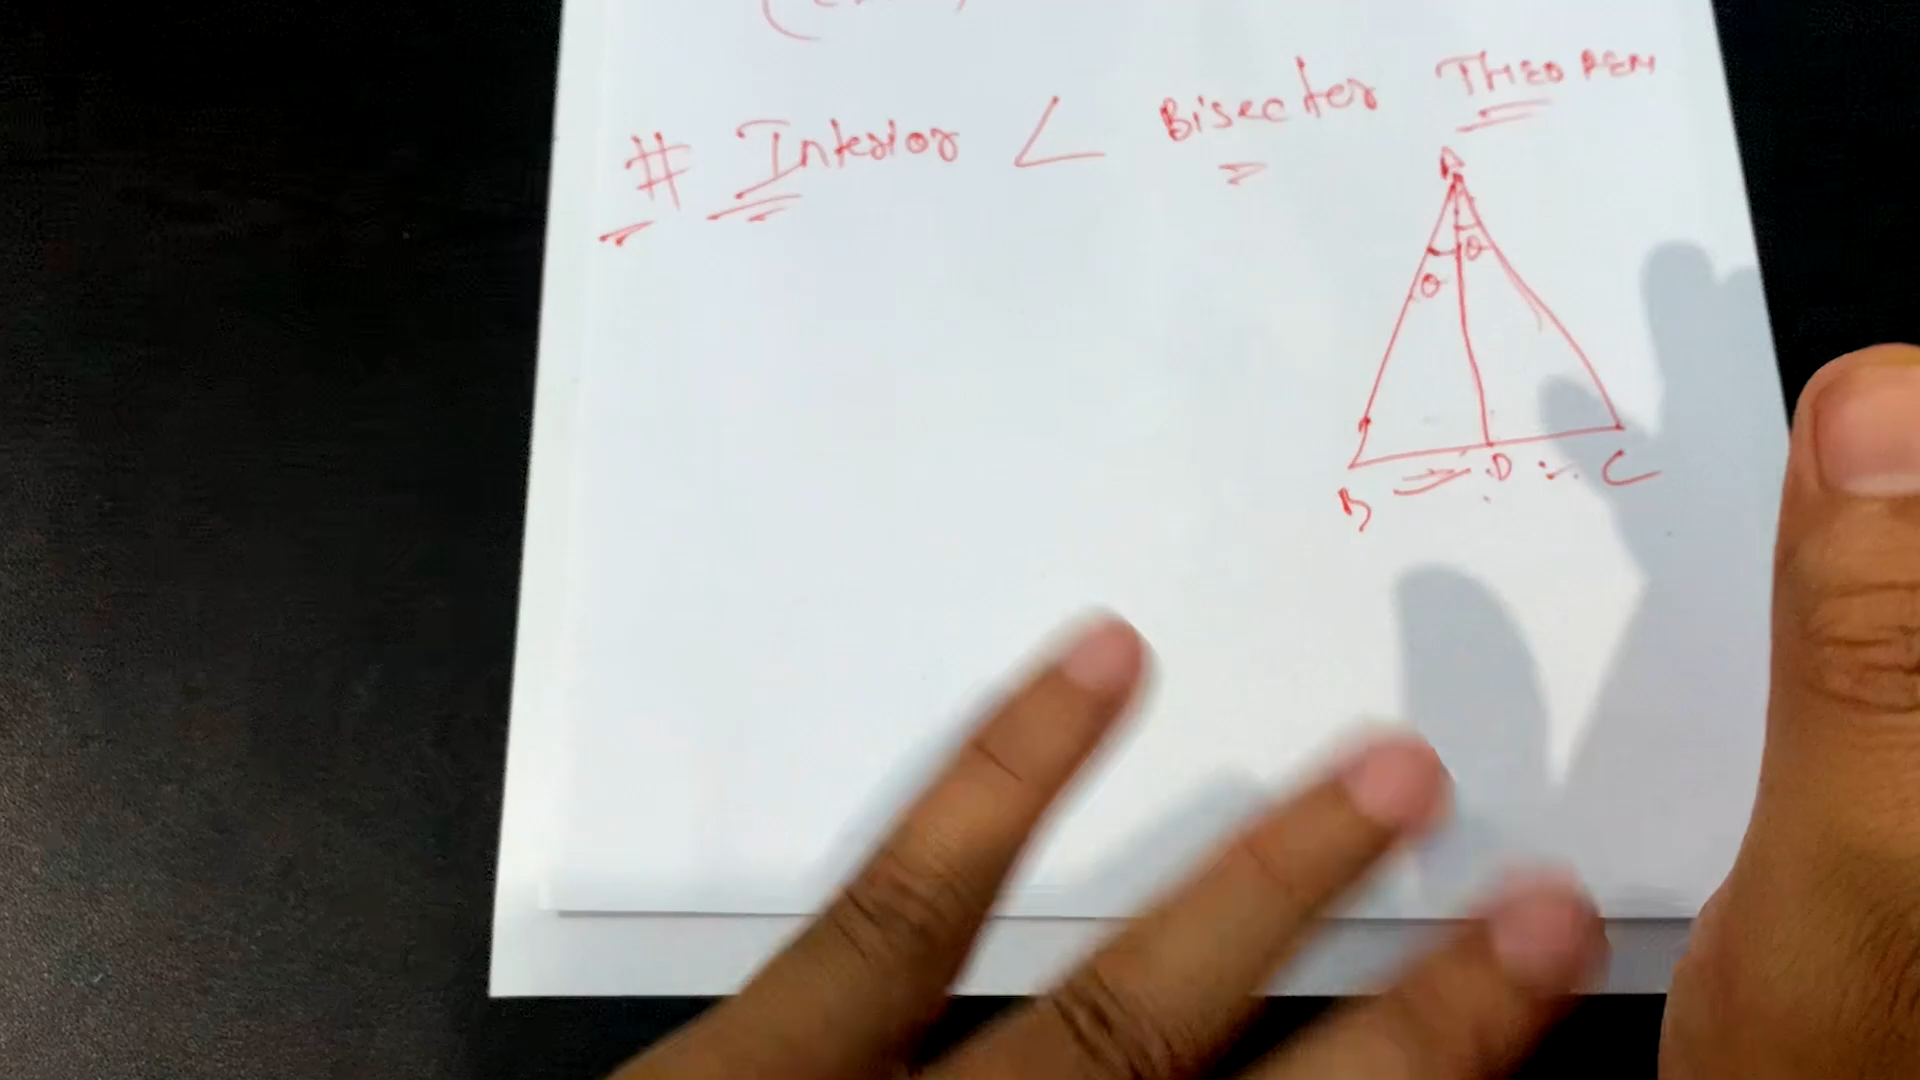 # Interior ∠ Bisector THEOREM
A
θ
θ
B D C